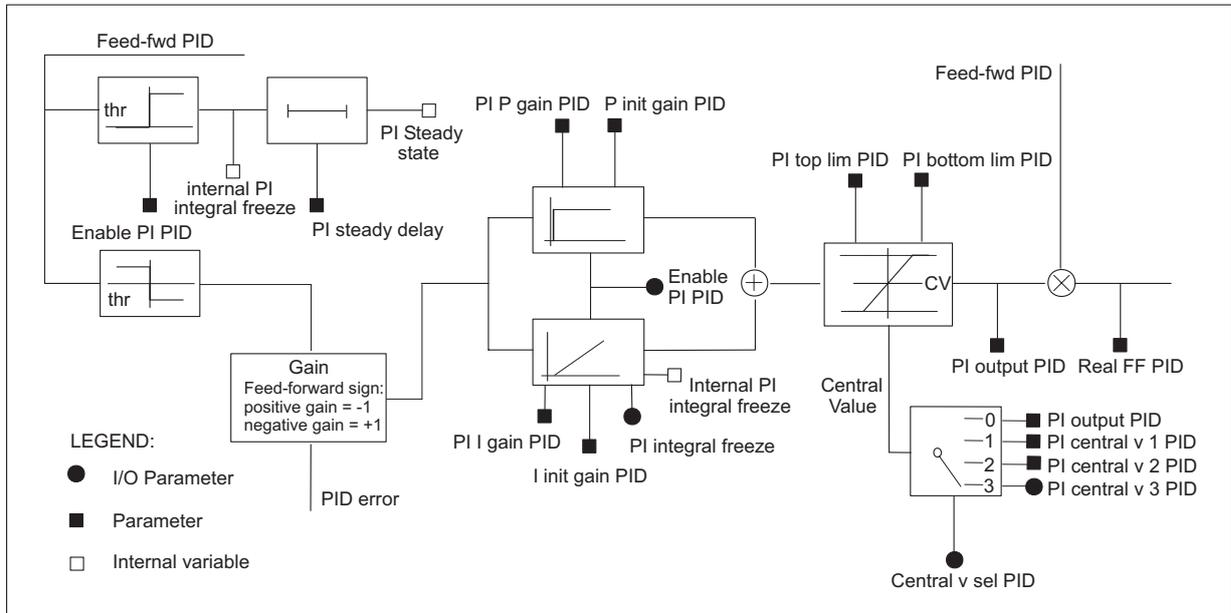 Feed-fwd PID
thr
PI Steady
state
internal PI
integral freeze
PI steady delay
Enable PI PID
thr
Gain
Feed-forward sign:
positive gain = -1
negative gain = +1
PID error
LEGEND:
I/O Parameter
Parameter
Internal variable
PI P gain PID
P init gain PID
Enable
PI PID
Internal PI
integral freeze
PI I gain PID
PI integral freeze
I init gain PID
Feed-fwd PID
PI top lim PID
PI bottom lim PID
CV
PI output PID
Real FF PID
Central
Value
0
PI output PID
1
PI central v 1 PID
2
PI central v 2 PID
3
PI central v 3 PID
Central v sel PID